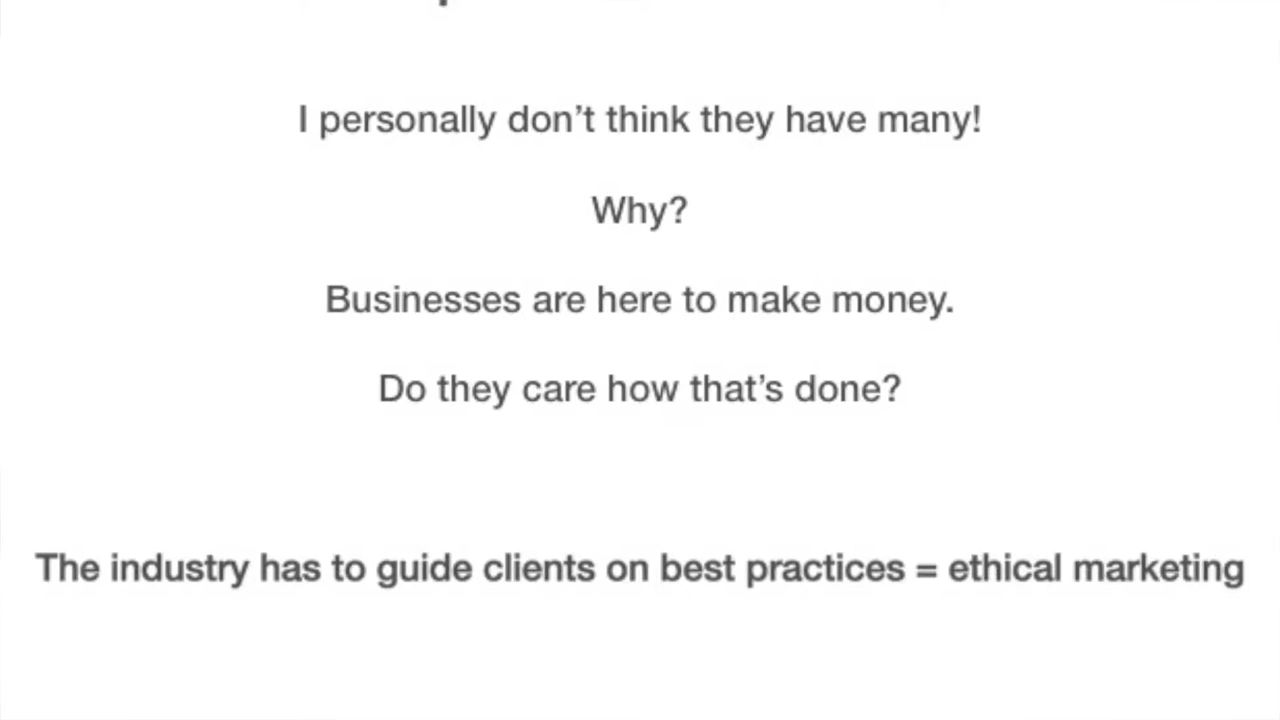 I personally don’t think they have many!
Why?
Businesses are here to make money.
Do they care how that’s done?
The industry has to guide clients on best practices = ethical marketing